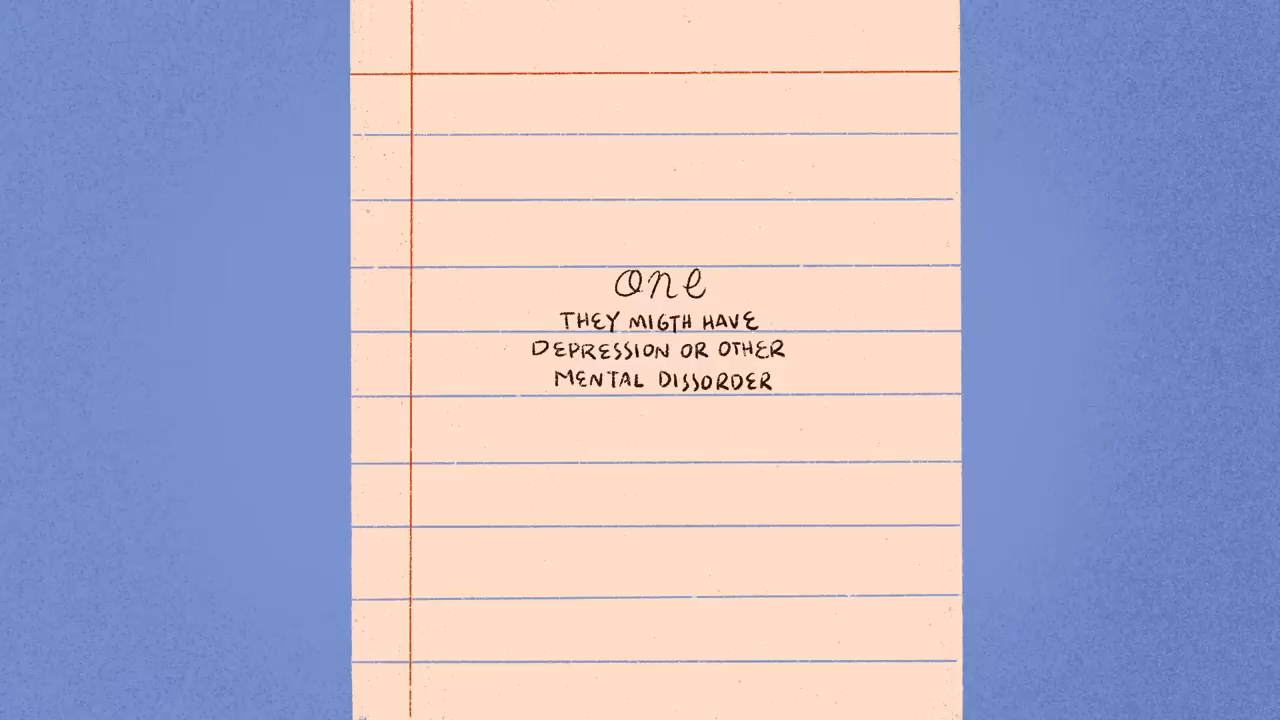 one
THEY MIGTH HAVE
DEPRESSION OR OTHER
MENTAL DISSORDER